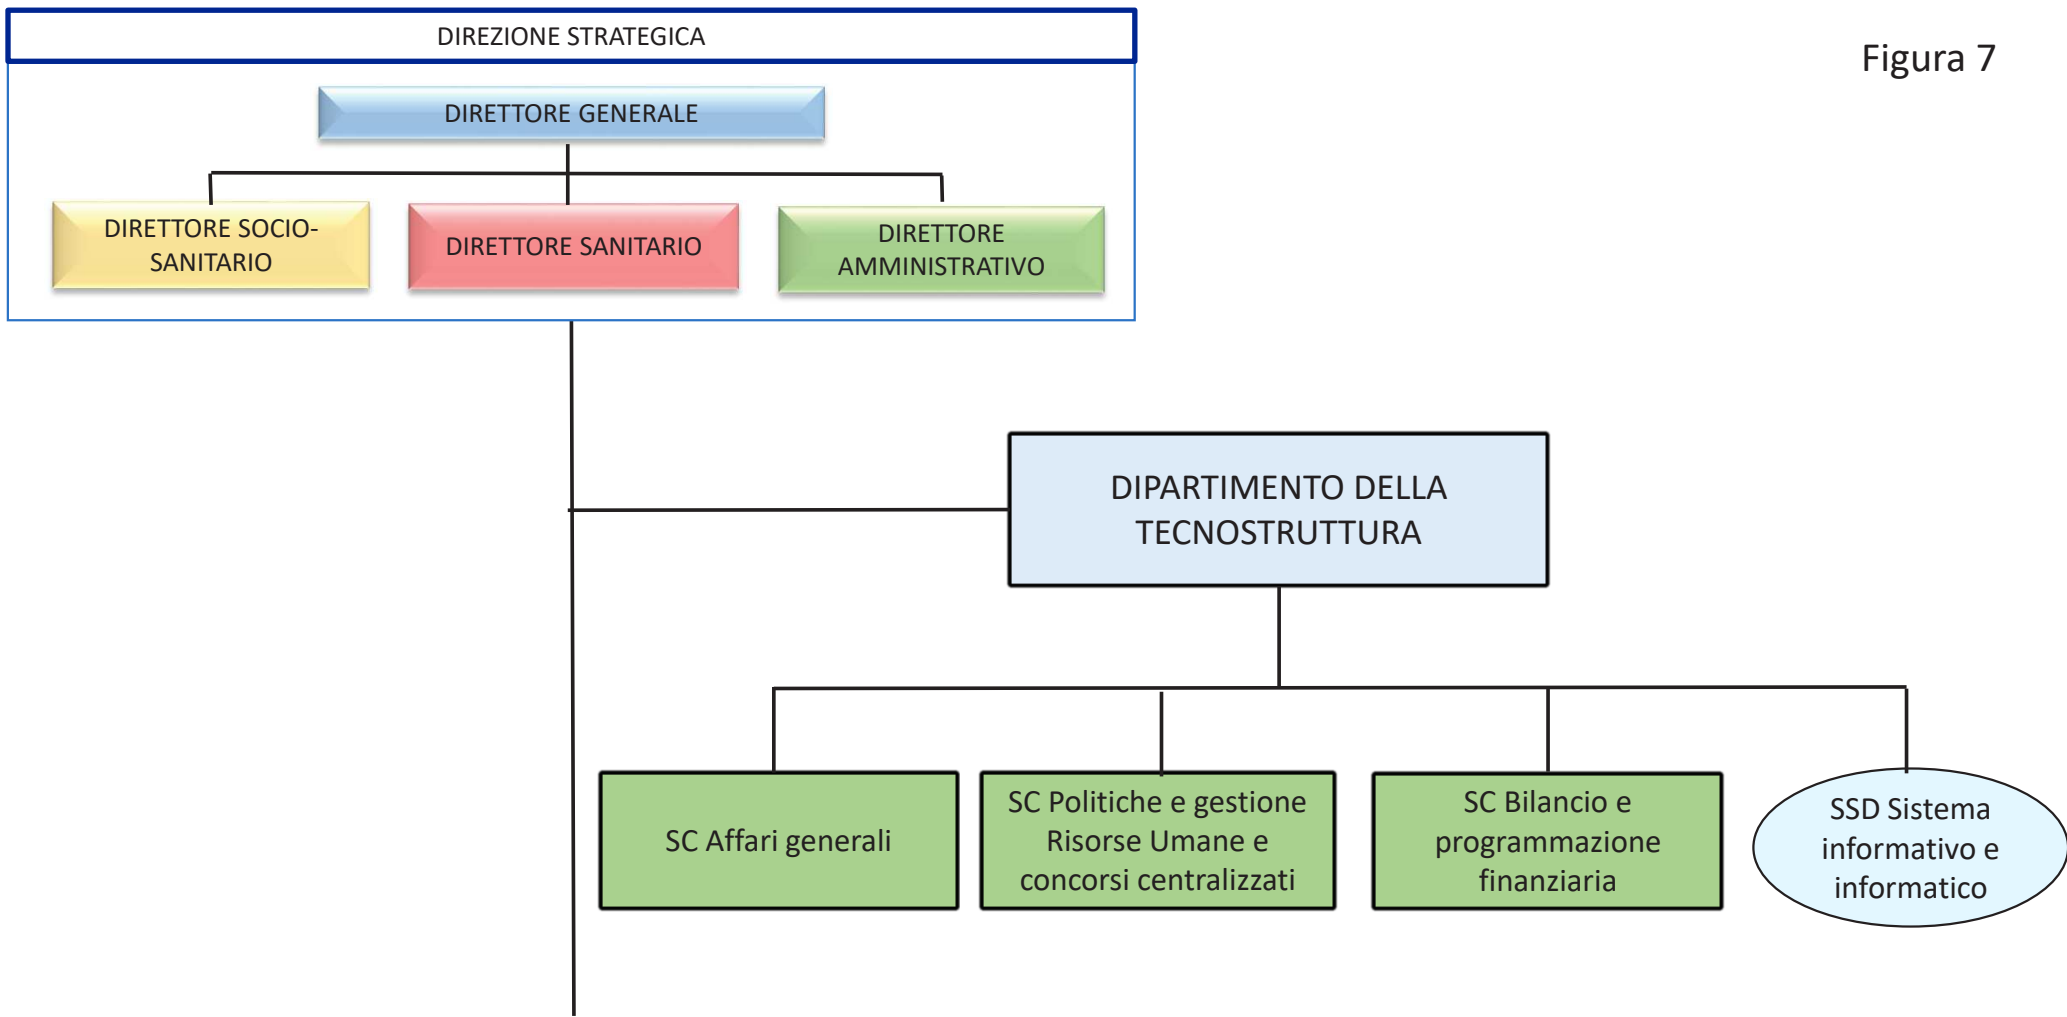 DIREZIONE STRATEGICA
Figura 7
DIRETTORE GENERALE
DIRETTORE SOCIO-
SANITARIO
DIRETTORE SANITARIO
DIRETTORE
AMMINISTRATIVO
DIPARTIMENTO DELLA
TECNOSTRUTTURA
SC Affari generali
SC Politiche e gestione
Risorse Umane e
concorsi centralizzati
SC Bilancio e
programmazione
finanziaria
SSD Sistema
informativo e
informatico